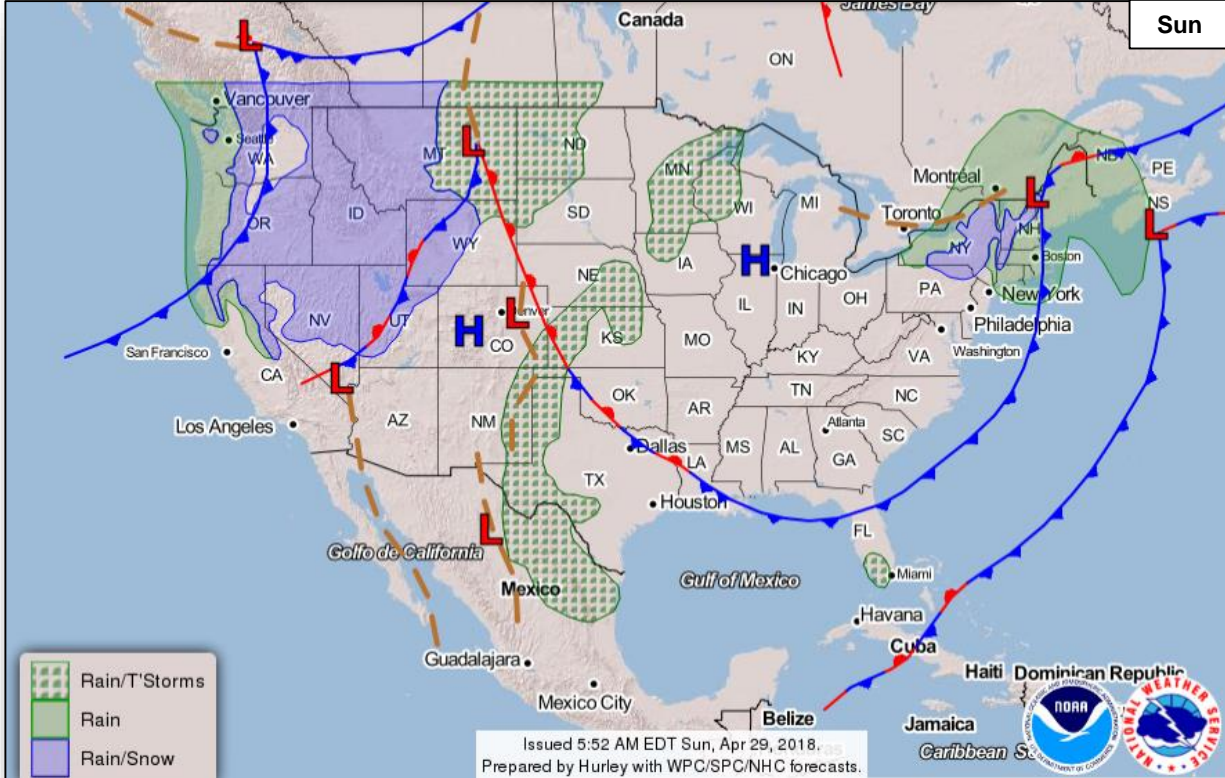 James Bay
Canada
Sun
ON
L
Vancouver
Seattle
WA
MT
ND
MN
NB
PE
Montréal
L
OR
ID
SD
WI
MI
Toronto
L
NS
L
NY
NH
WY
IA
H
Chicago
Boston
NE
PA
New York
L
Denver
IL
IN
OH
Philadelphia
NV
UT
H
CO
KS
MO
Washington
San Francisco
CA
L
KY
VA
AZ
NM
OK
AR
TN
NC
Los Angeles
Atlanta
SC
Dallas
LA
MS
AL
GA
TX
Houston
L
FL
Golfo de California
Mexico
Gulf of Mexico
Miami
Havana
Cuba
Guadalajara
Haiti
Dominican Republic
Mexico City
Belize
Jamaica
Caribbean
Rain/T'Storms
Rain
Rain/Snow
Issued 5:52 AM EDT Sun, Apr 29, 2018.
Prepared by Hurley with WPC/SPC/NHC forecasts.
NOAA
NATIONAL WEATHER SERVICE